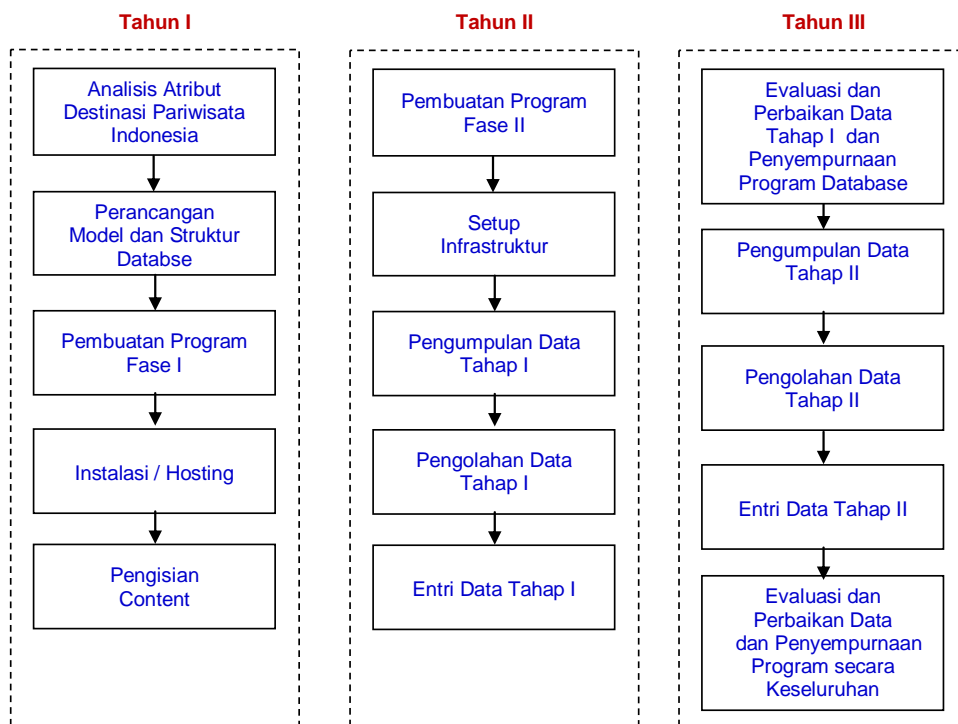 Tahun I
Analisis Atribut
Destinasi Pariwisata
Indonesia
Perancangan
Model dan Struktur
Databse
Pembuatan Program
Fase I
Instalasi / Hosting
Pengisian
Content
Tahun II
Pembuatan Program
Fase II
Setup
Infrastruktur
Pengumpulan Data
Tahap I
Pengolahan Data
Tahap I
Entri Data Tahap I
Tahun III
Evaluasi dan
Perbaikan Data
Tahap I dan
Penyempurnaan
Program Database
Pengumpulan Data
Tahap II
Pengolahan Data
Tahap II
Entri Data Tahap II
Evaluasi dan
Perbaikan Data
dan Penyempurnaan
Program secara
Keseluruhan